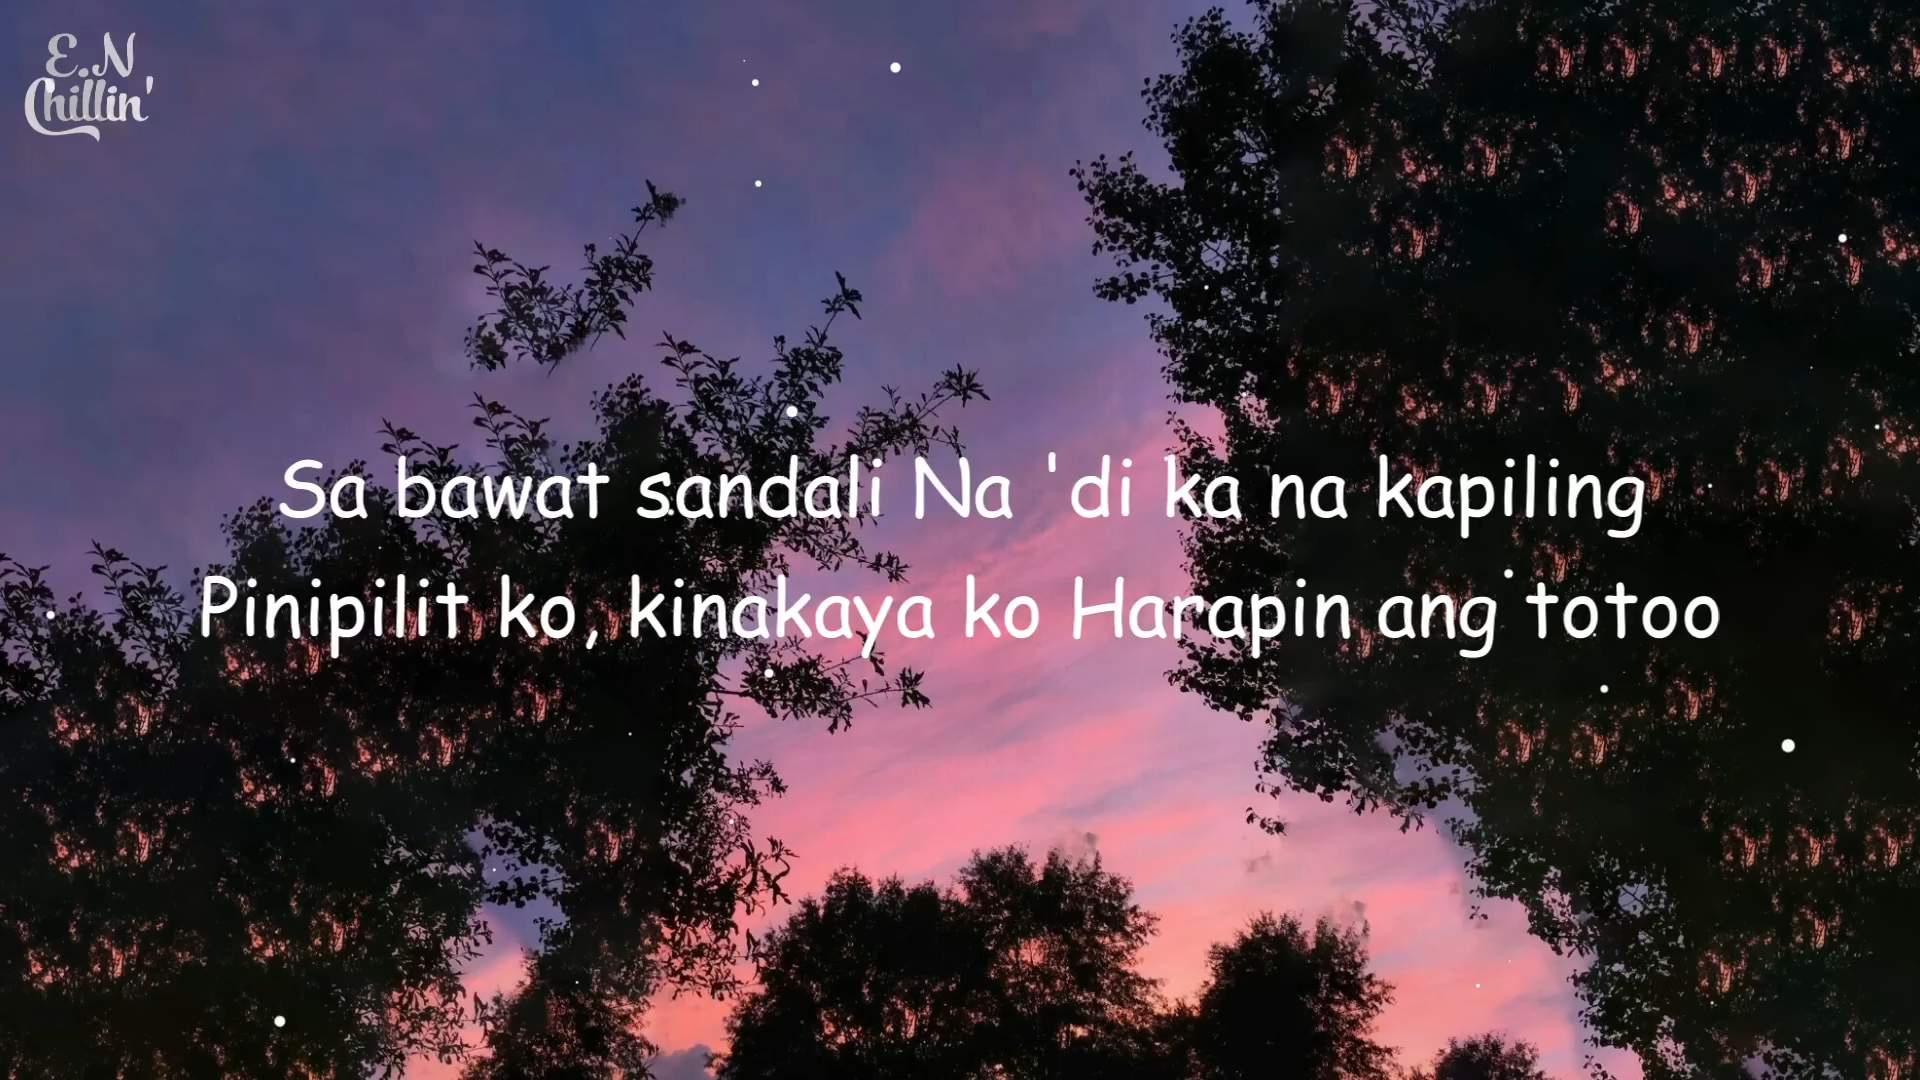 E.N
Chillin'
Sa bawat sandali Na 'di ka na kapiling
Pinipilit ko, kinakaya ko Harapin ang totoo